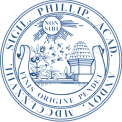 SIGIL. PHILLIP. ACAD.
ANDOV. MDCCLXXVIII.
NON SIBI
FINIS ORIGINE PENDET